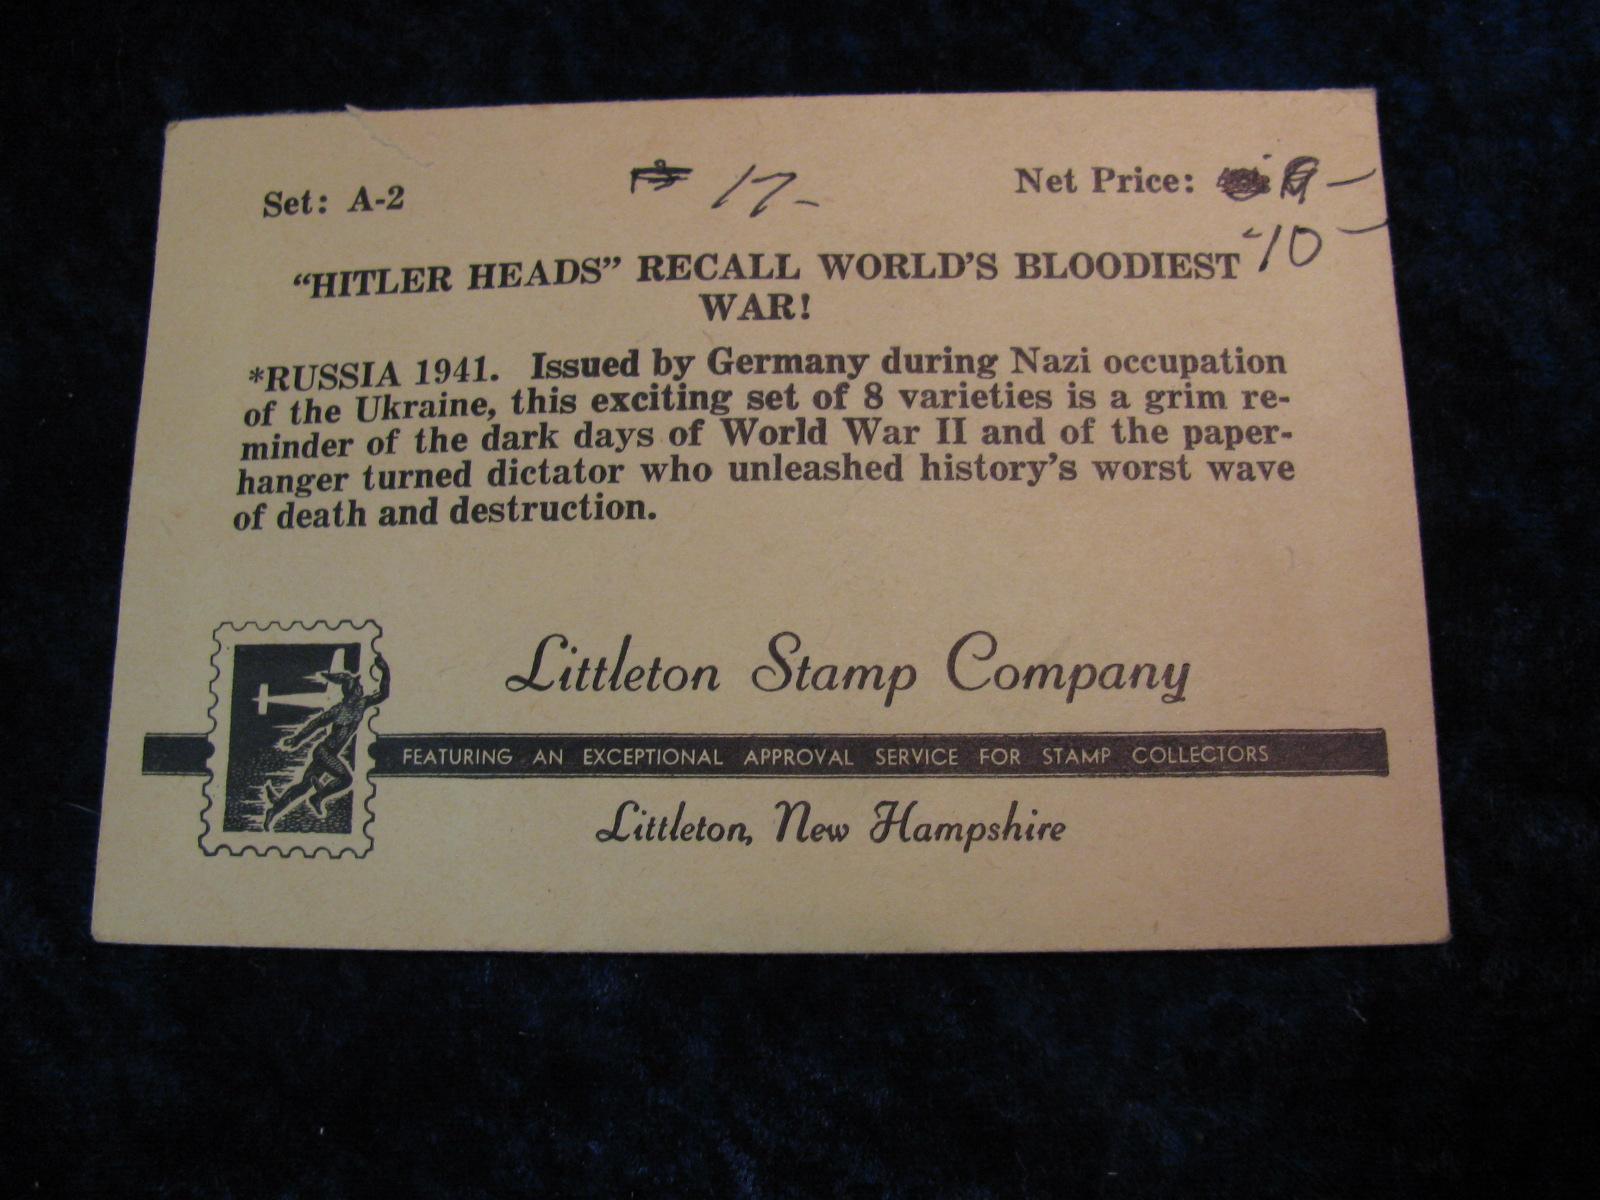 Set: A-2 17- Net Price:
10 -
“HITLER HEADS” RECALL WORLD’S BLOODIEST
WAR!
*RUSSIA 1941. Issued by Germany during Nazi occupation
of the Ukraine, this exciting set of 8 varieties is a grim re-
minder of the dark days of World War II and of the paper-
hanger turned dictator who unleashed history’s worst wave
of death and destruction.
Littleton Stamp Company
FEATURING AN EXCEPTIONAL APPROVAL SERVICE FOR STAMP COLLECTORS
Littleton, New Hampshire